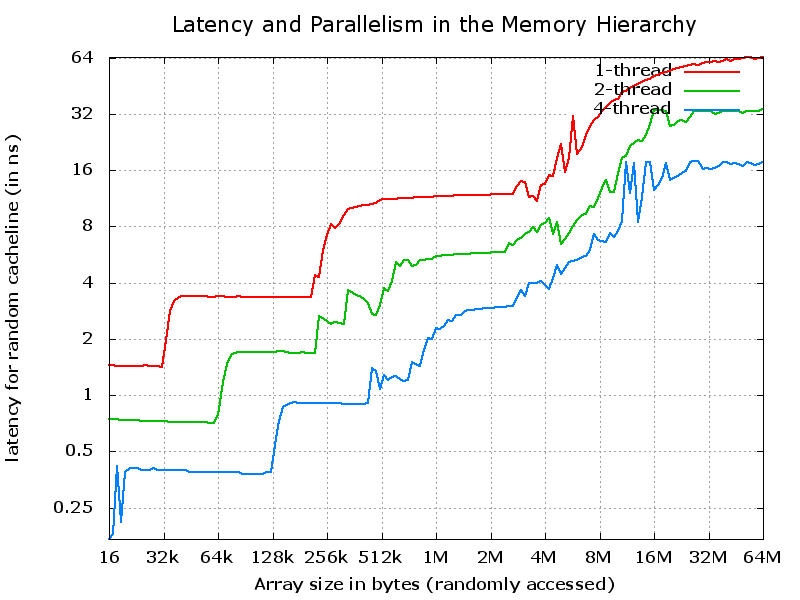 Latency and Parallelism in the Memory Hierarchy
64
32
16
8
4
2
1
0.5
0.25
latency for random cacheline (in ns)
1-thread
2-thread
4-thread
16 32k 64k 128k 256k 512k 1M 2M 4M 8M 16M 32M 64M
Array size in bytes (randomly accessed)